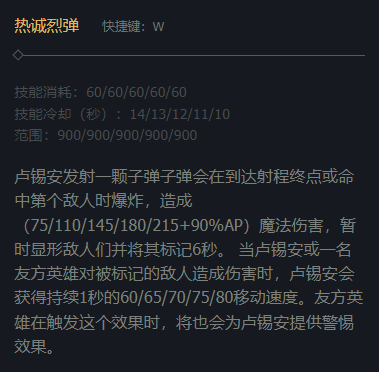 热诚烈弹 快捷键：W
技能消耗：60/60/60/60/60
技能冷却（秒）：14/13/12/11/10
范围：900/900/900/900/900
卢锡安发射一颗子弹子弹会在到达射程终点或命
中第个敌人时爆炸，造成
（75/110/145/180/215+90%AP）魔法伤害，暂
时显形敌人们并将其标记6秒。 当卢锡安或一名
友方英雄对被标记的敌人造成伤害时，卢锡安会
获得持续1秒的60/65/70/75/80移动速度。友方英
雄在触发这个效果时，将也会为卢锡安提供警惕
效果。